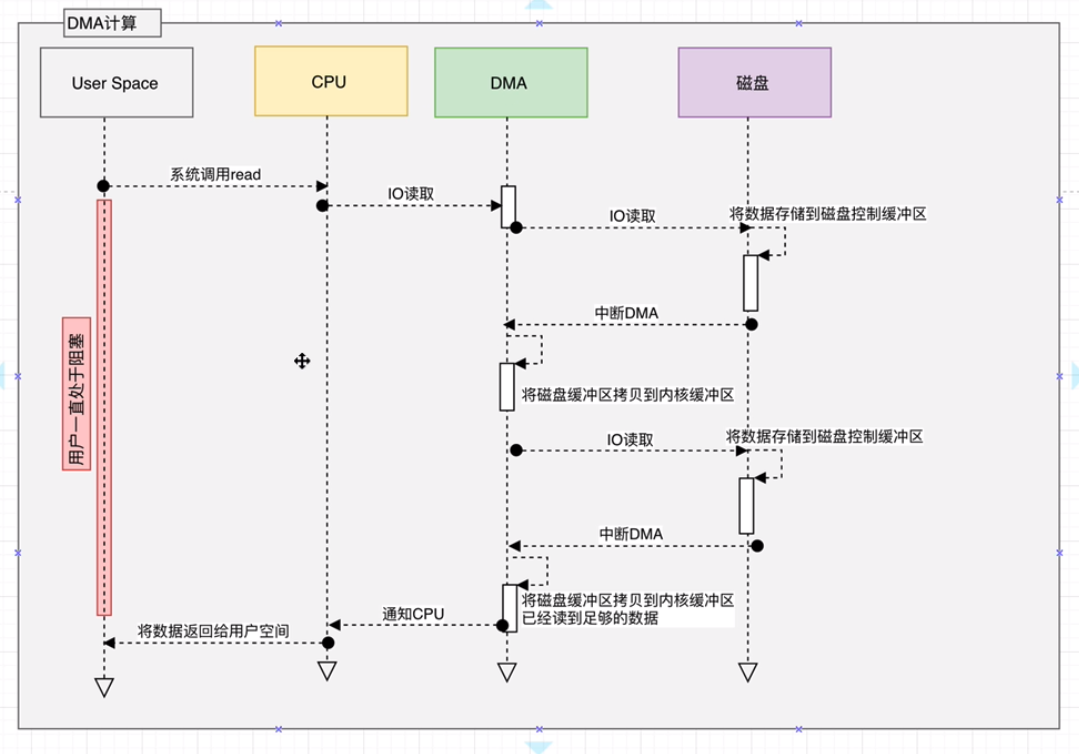 DMA计算
User Space
CPU
DMA
磁盘
系统调用read
IO读取
IO读取
将数据存储到磁盘控制缓冲区
中断DMA
用户一直处于阻塞
将磁盘缓冲区拷贝到内核缓冲区
IO读取
将数据存储到磁盘控制缓冲区
中断DMA
将磁盘缓冲区拷贝到内核缓冲区
已经读到足够的数据
通知CPU
将数据返回给用户空间